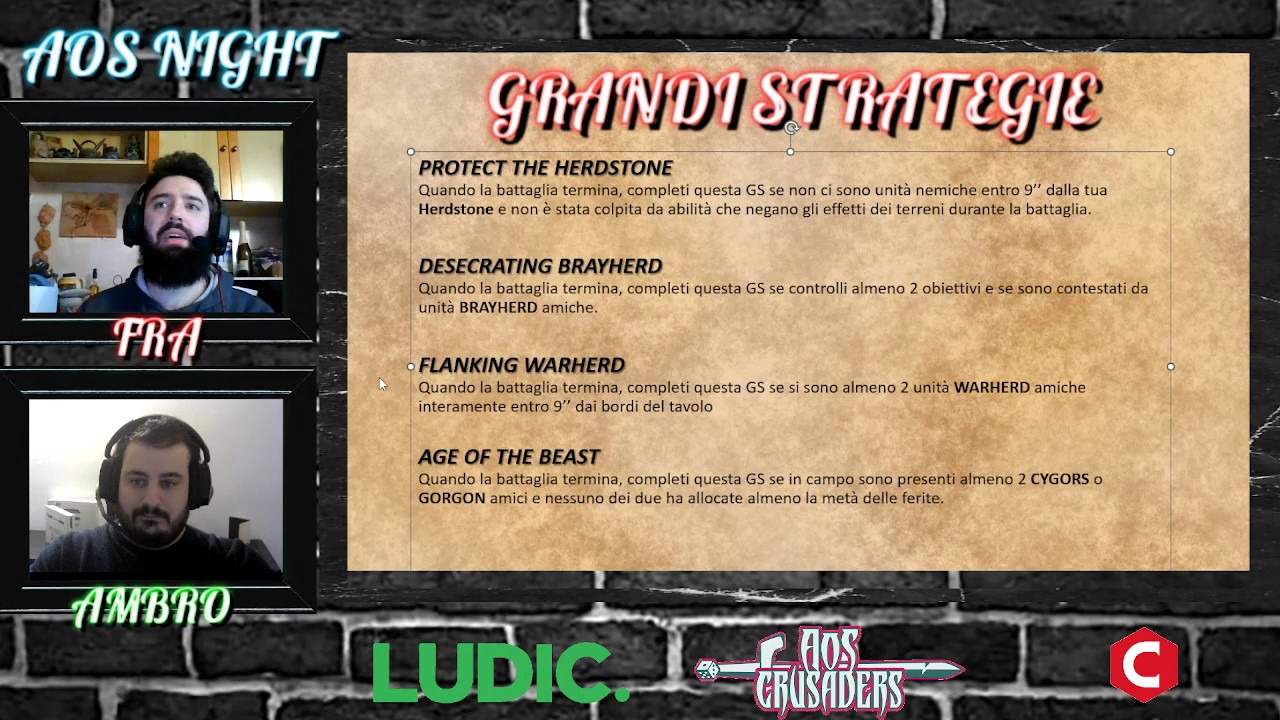 AOS NIGHT
GRANDI STRATEGIE
PROTECT THE HERDSTONE
Quando la battaglia termina, completi questa GS se non ci sono unità nemiche entro 9’’ dalla tua
Herdstone e non è stata colpita da abilità che negano gli effetti dei terreni durante la battaglia.
DESECRATING BRAYHERD
Quando la battaglia termina, completi questa GS se controlli almeno 2 obiettivi e se sono contestati da
unità BRAYHERD amiche.
FLANKING WARHERD
Quando la battaglia termina, completi questa GS se si sono almeno 2 unità WARHERD amiche
interamente entro 9’’ dai bordi del tavolo
AGE OF THE BEAST
Quando la battaglia termina, completi questa GS se in campo sono presenti almeno 2 CYGORS o
GORGON amici e nessuno dei due ha allocate almeno la metà delle ferite.
FRA
AMBRO
LUDIC.
AOS
CRUSADERS
C